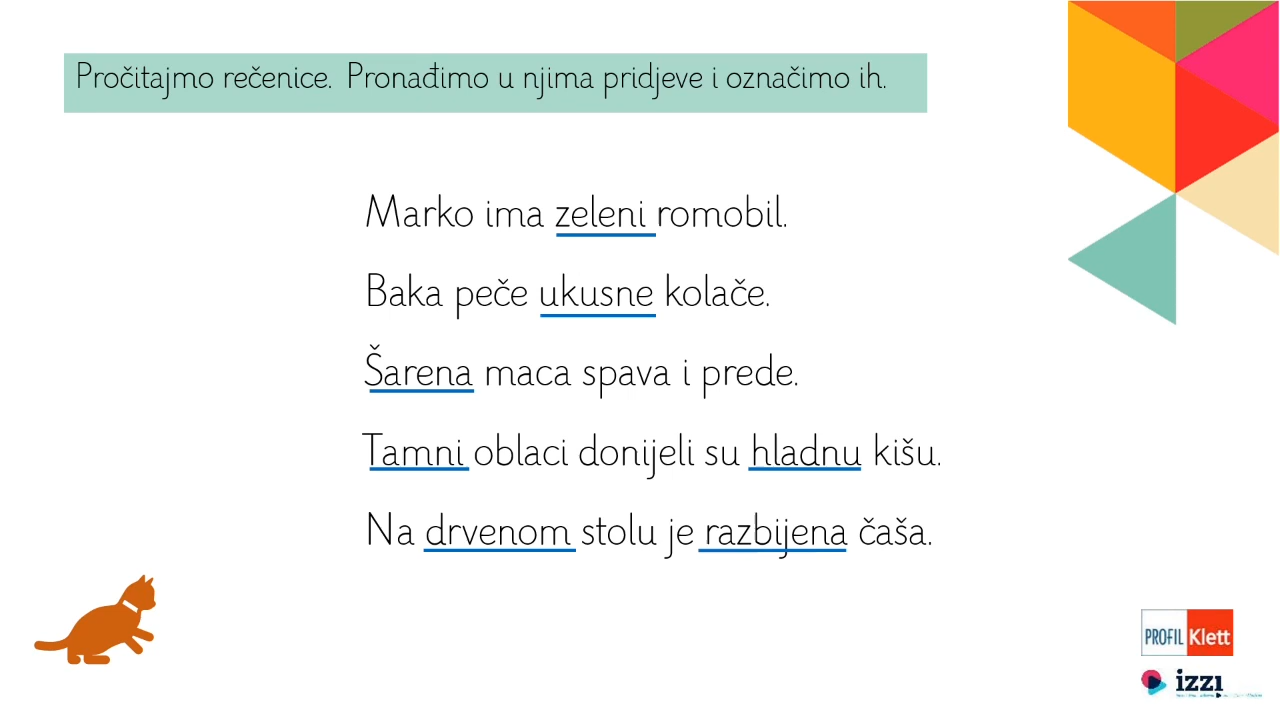 Pročitajmo rečenice. Pronađimo u njima pridjeve i označimo ih.
Marko ima zeleni romobil.
Baka peče ukusne kolače.
Šarena maca spava i prede.
Tamni oblaci donijeli su hladnu kišu.
Na drvenom stolu je razbijena čaša.
PROFIL Klett
izzi